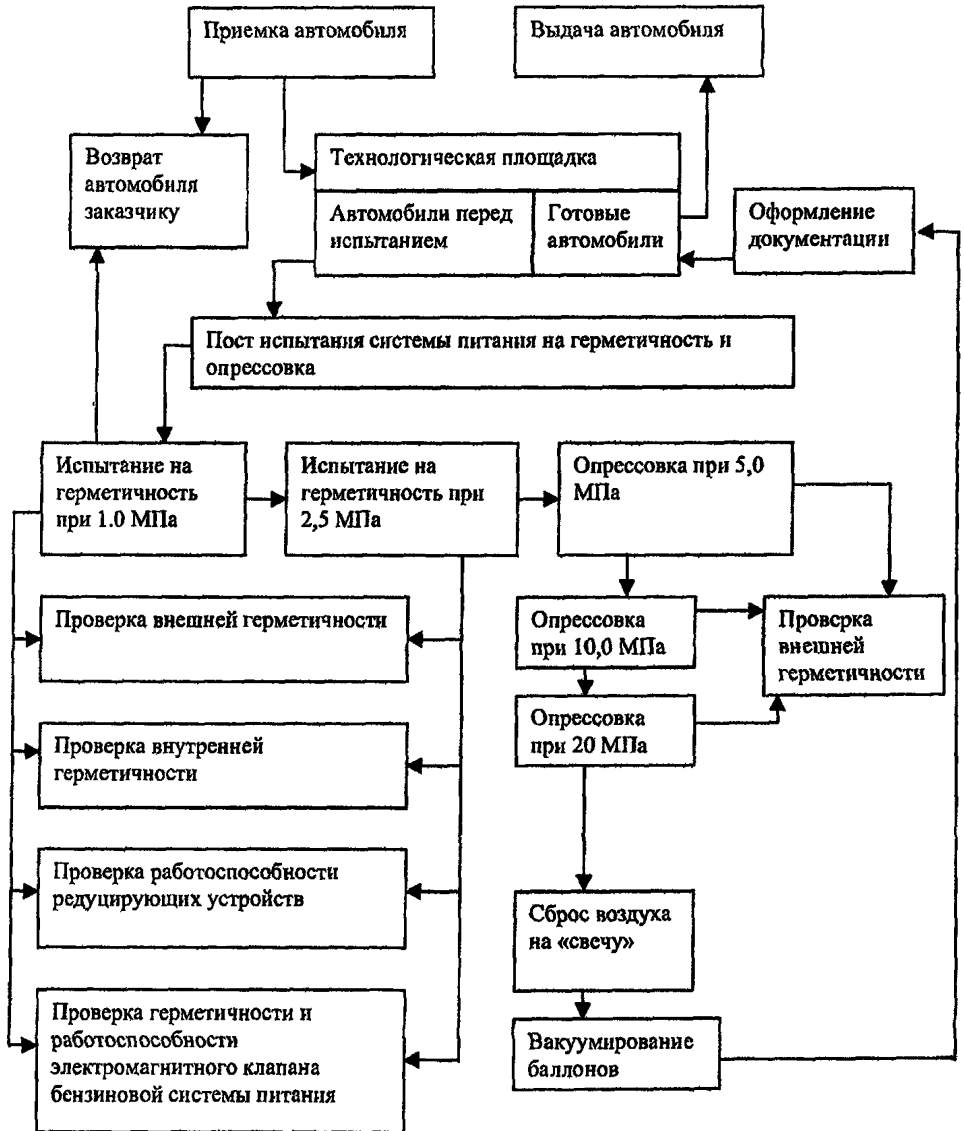 Приемка автомобиля
Выдача автомобиля
Возврат
автомобиля
заказчику
Технологическая площадка
Автомобили перед
испытанием
Готовые
автомобили
Оформление
документации
Пост испытания системы питания на герметичность и
опрессовка
Испытание на
герметичность
при 1.0 МПа
Испытание на
герметичность при
2,5 МПа
Опрессовка при 5,0
МПа
Проверка внешней герметичности
Опрессовка
при 10,0 МПа
Проверка
внешней
герметичности
Опрессовка
при 20 МПа
Проверка внутренней
герметичности
Проверка работоспособности
редуцирующих устройств
Сброс воздуха
на «свечу»
Проверка герметичности и
работоспособности
электромагнитного клапана
бензиновой системы питания
Вакуумирование
баллонов